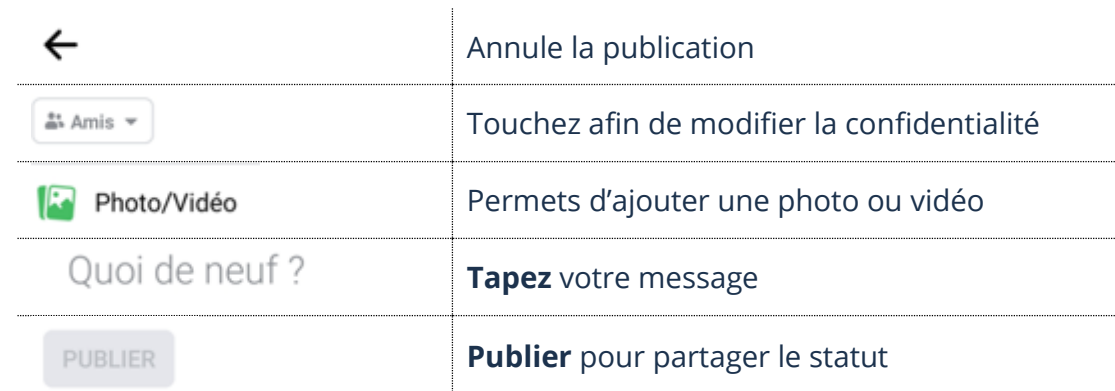 Annule la publication
Amis
Touchez afin de modifier la confidentialité
Photo/Vidéo
Permets d'ajouter une photo ou vidéo
Quoi de neuf ?
Tapez votre message
PUBLIER
Publier pour partager le statut